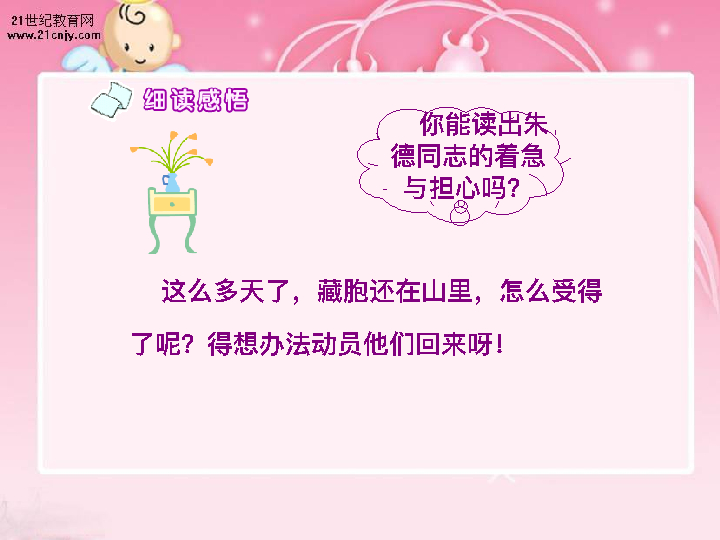 21世纪教育网
www.21cnjy.com
细读感悟
你能读出朱
德同志的着急
与担心吗？
这么多天了，藏胞还在山里，怎么受得
了呢？得想办法动员他们回来呀！